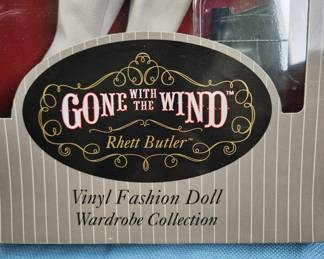 GONE WITH THE WIND™
Rhett Butler™
Vinyl Fashion Doll
Wardrobe Collection